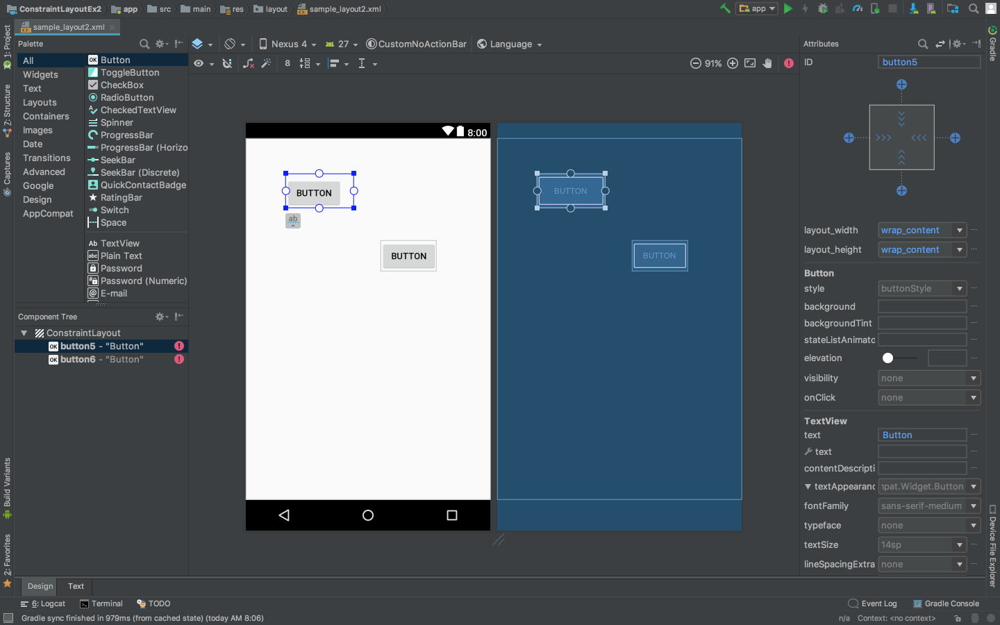 ConstraintLayoutEx2
app
src
main
res
layout
sample_layout2.xml
app
sample_layout2.xml
1: Project
Z: Structure
Captures
Build Variants
2: Favorites
Palette
All
Widgets
Text
Layouts
Containers
Images
Date
Transitions
Advanced
Google
Design
AppCompat
OK Button
ToggleButton
CheckBox
RadioButton
CheckedTextView
Spinner
ProgressBar
ProgressBar (Horizo
SeekBar
SeekBar (Discrete)
QuickContactBadge
RatingBar
Switch
Space
Ab TextView
abc Plain Text
Password
Password (Numeric)
@ E-mail
Component Tree
ConstraintLayout
OK button5 - "Button"
OK button6 - "Button"
Nexus 4
27
CustomNoActionBar
Language
8
91%
8:00
BUTTON
ab
BUTTON
BUTTON
BUTTON
Attributes
ID
button5
layout_width
wrap_content
layout_height
wrap_content
Button
style
buttonStyle
background
backgroundTint
stateListAnimato
elevation
visibility
none
onClick
none
TextView
text
Button
text
contentDescripti
textAppearanc
npat.Widget.Button
fontFamily
sans-serif-medium
typeface
none
textSize
14sp
lineSpacingExtra
none
Gradle
Device File Explorer
Design
Text
6: Logcat
Terminal
TODO
Event Log
Gradle Console
Gradle sync finished in 979ms (from cached state) (today AM 8:06)
n/a
Context: <no context>